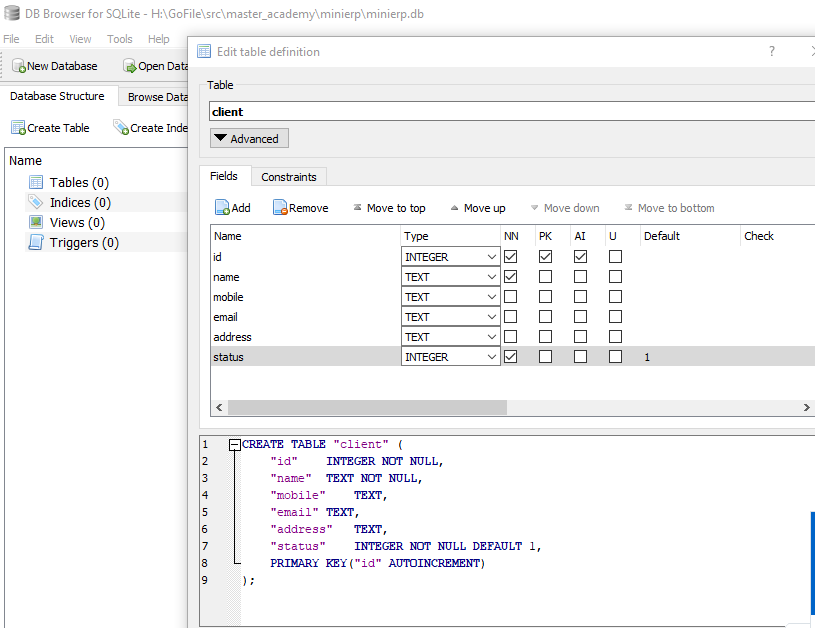 DB Browser for SQLite - H:\GoFile\src\master_academy\minierp\minierp.db
File Edit View Tools Help
Edit table definition ?
New Database Open Data
Table
Database Structure Browse Data
client
Create Table Create Inde
Advanced
Name
Fields Constraints
Tables (0)
Indices (0)
Views (0)
Triggers (0)
Add Remove Move to top Move up Move down Move to bottom
Name Type NN PK AI U Default Check
id INTEGER
name TEXT
mobile TEXT
email TEXT
address TEXT
status INTEGER 1
1 CREATE TABLE "client" (
2 "id" INTEGER NOT NULL,
3 "name" TEXT NOT NULL,
4 "mobile" TEXT,
5 "email" TEXT,
6 "address" TEXT,
7 "status" INTEGER NOT NULL DEFAULT 1,
8 PRIMARY KEY("id" AUTOINCREMENT)
9 );